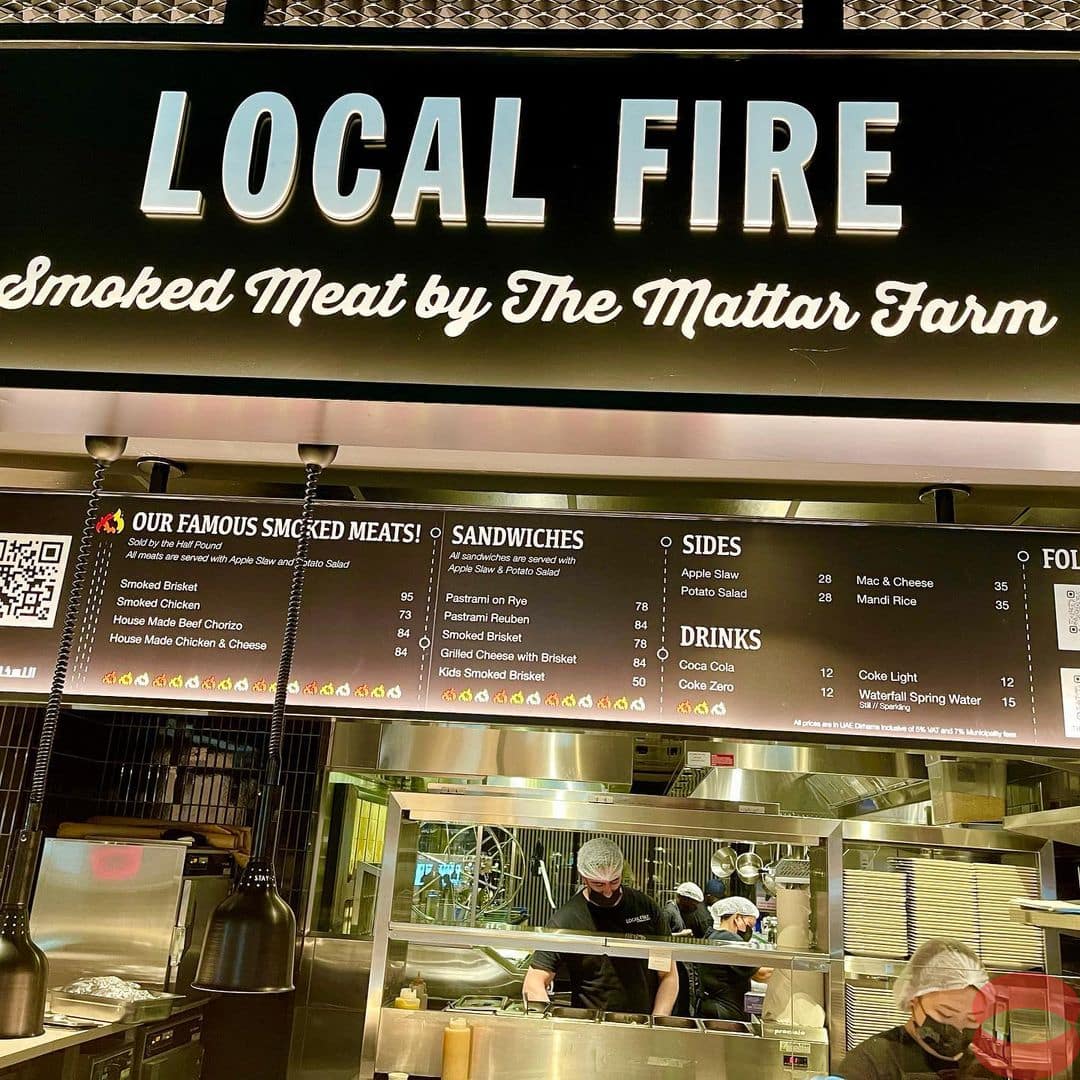 LOCAL FIRE
Smoked Meat by The Mattar Farm
OUR FAMOUS SMOKED MEATS!
Sold by the Half Pound
All meats are served with Apple Slaw and Potato Salad
Smoked Brisket 95
Smoked Chicken 73
House Made Beef Chorizo 84
House Made Chicken & Cheese 84
SANDWICHES
All sandwiches are served with
Apple Slaw & Potato Salad
Pastrami on Rye 78
Pastrami Reuben 84
Smoked Brisket 78
Grilled Cheese with Brisket 84
Kids Smoked Brisket 50
SIDES
Apple Slaw 28
Potato Salad 28
Mac & Cheese 35
Mandi Rice 35
DRINKS
Coca Cola 12
Coke Zero 12
Coke Light 12
Waterfall Spring Water 15
Still // Sparkling
All prices are in UAE Dirhams inclusive of 5% VAT and 7% Municipality fees
LOCAL FIRE